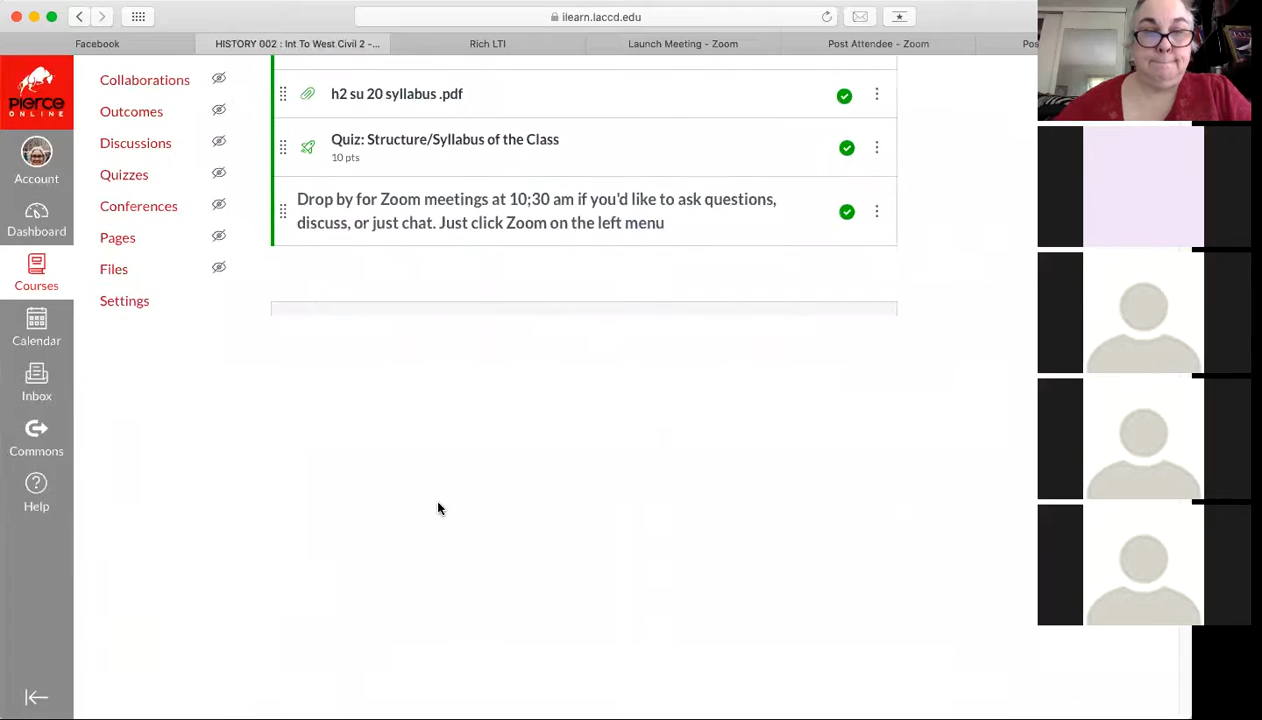 ilearn.laccd.edu
Facebook
HISTORY 002 : Int To West Civil 2 -...
Rich LTI
Launch Meeting - Zoom
Post Attendee - Zoom
Pos
PIERCE
ONLINE
Account
Dashboard
Courses
Calendar
Inbox
Commons
Help
Collaborations
Outcomes
Discussions
Quizzes
Conferences
Pages
Files
Settings
h2 su 20 syllabus .pdf
Quiz: Structure/Syllabus of the Class
10 pts
Drop by for Zoom meetings at 10;30 am if you'd like to ask questions,
discuss, or just chat. Just click Zoom on the left menu